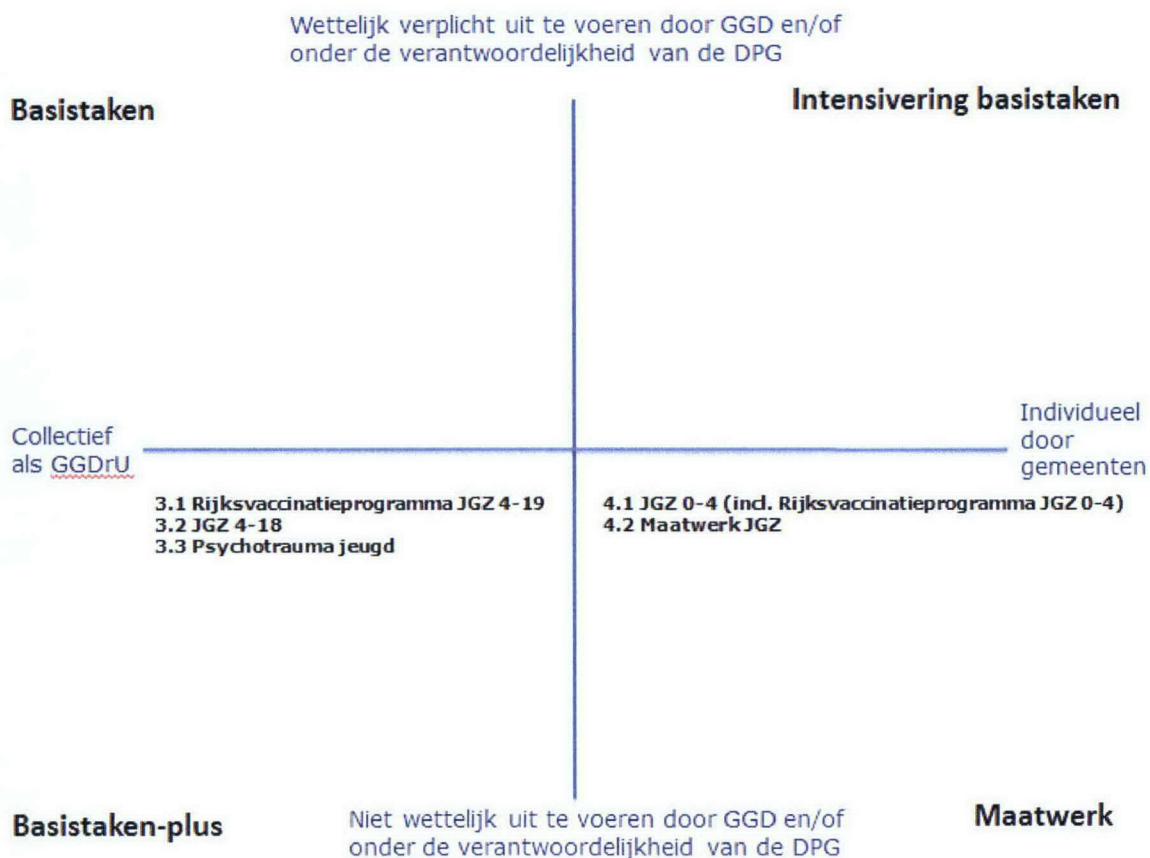 Wettelijk verplicht uit te voeren door GGD en/of
onder de verantwoordelijkheid van de DPG
Basistaken
Intensivering basistaken
Collectief
als GGDrU
Individueel
door
gemeenten
3.1 Rijksvaccinatieprogramma JGZ 4-19
3.2 JGZ 4-18
3.3 Psychotrauma jeugd
4.1 JGZ 0-4 (incl. Rijksvaccinatieprogramma JGZ 0-4)
4.2 Maatwerk JGZ
Basistaken-plus
Niet wettelijk uit te voeren door GGD en/of
onder de verantwoordelijkheid van de DPG
Maatwerk